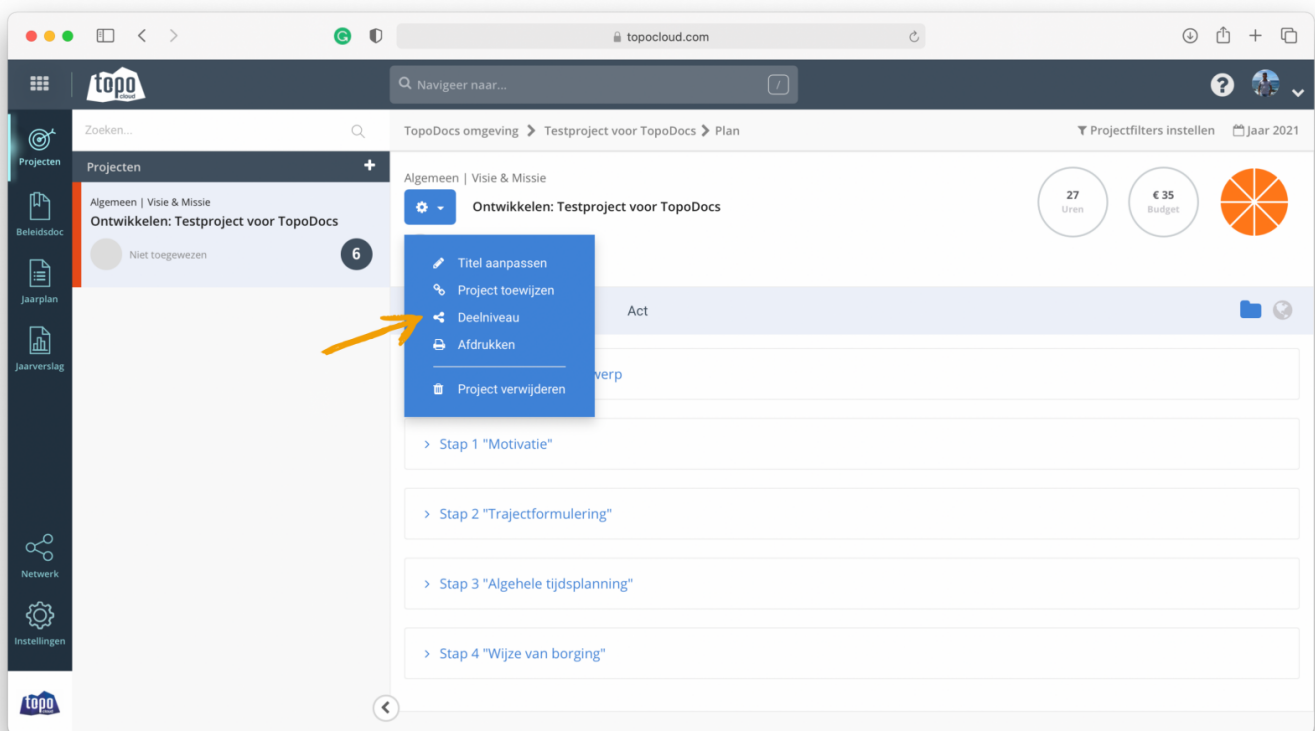 topocloud.com
topo
cloud
Navigeer naar...
/
?
Projecten
Beleidsdoc
Jaarplan
Jaarverslag
Netwerk
Instellingen
topo
cloud
Zoeken...
Projecten +
Algemeen | Visie & Missie
Ontwikkelen: Testproject voor TopoDocs
Niet toegewezen
6
TopoDocs omgeving > Testproject voor TopoDocs > Plan
Projectfilters instellen Jaar 2021
Algemeen | Visie & Missie
Ontwikkelen: Testproject voor TopoDocs
27
Uren
€ 35
Budget
Titel aanpassen
Project toewijzen
Deelniveau
Afdrukken
Project verwijderen
Act
werp
> Stap 1 "Motivatie"
> Stap 2 "Trajectformulering"
> Stap 3 "Algehele tijdsplanning"
> Stap 4 "Wijze van borging"